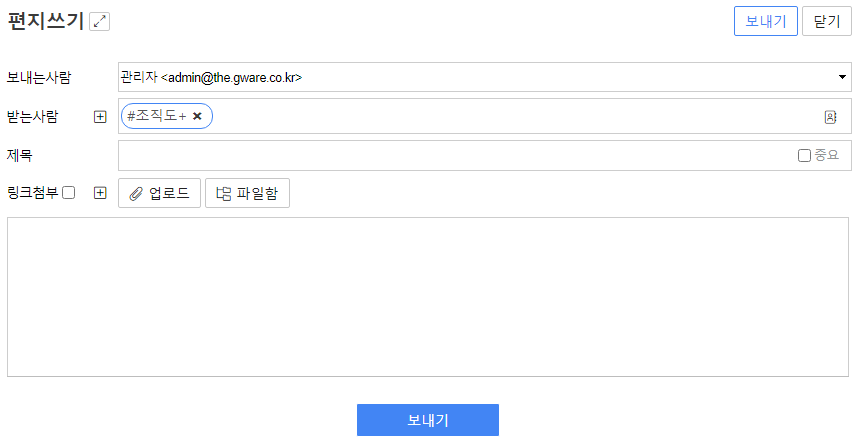 편지쓰기 보내기 닫기
보내는사람 관리자 <admin@the.gware.co.kr>
받는사람 #조직도+
제목 중요
링크첨부 업로드 파일함
보내기